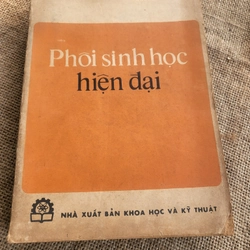 Phôi sinh học
hiện đại
NHÀ XUẤT BẢN KHOA HỌC VÀ KỸ THUẬT